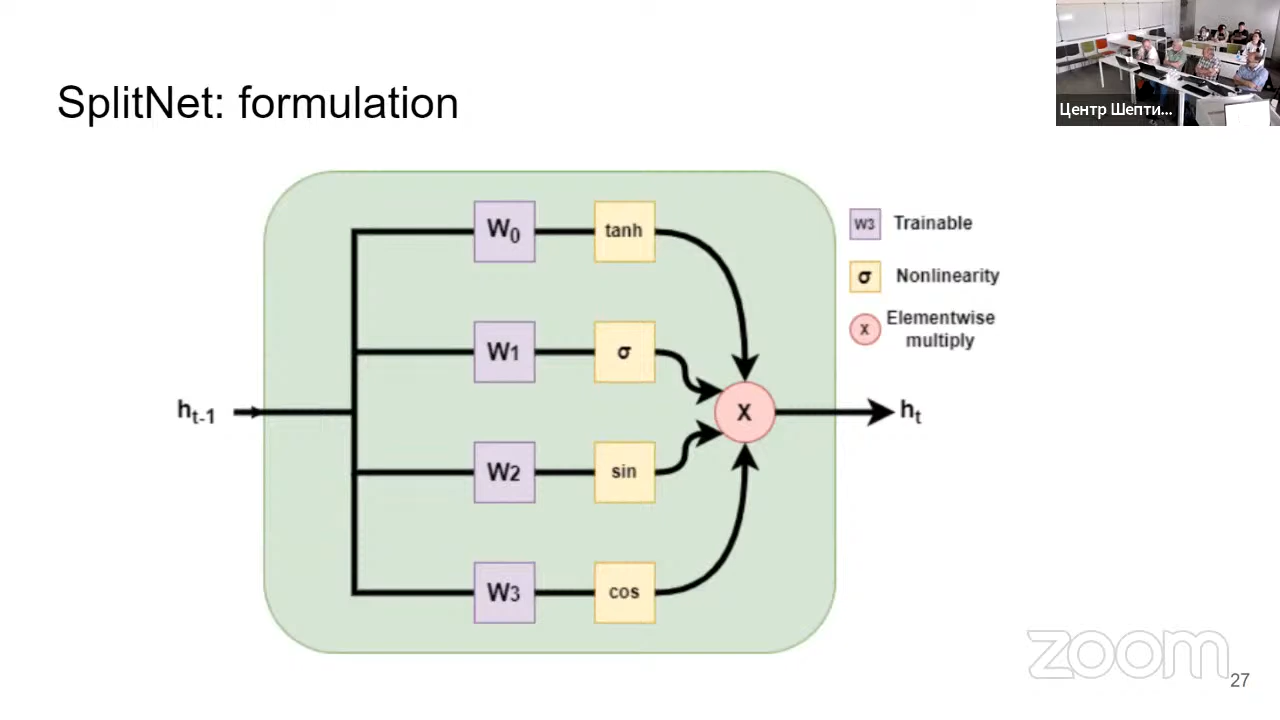 SplitNet: formulation
Центр Шепти...
W0
tanh
W3
Trainable
W1
σ
σ
Nonlinearity
X
Elementwise
multiply
ht-1
X
ht
W2
sin
W3
cos
zoom
27